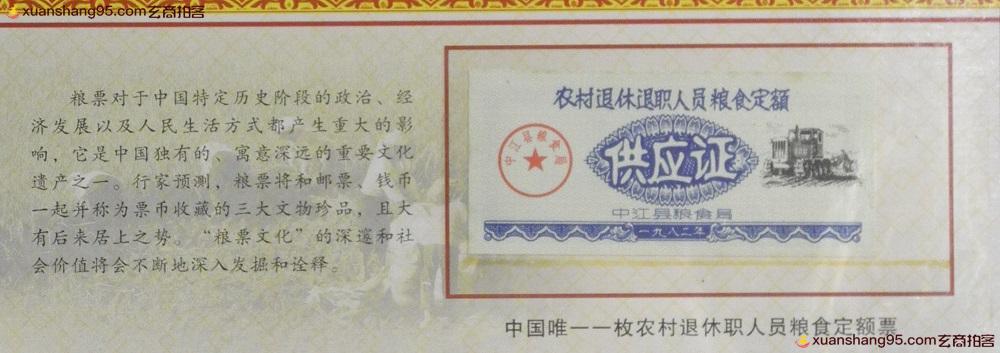 xuanshang95.com玄商拍客
xuanshang95.com玄商拍客
粮票对于中国特定历史阶段的政治、经
济发展以及人民生活方式都产生重大的影
响，它是中国独有的、寓意深远的重要文化
遗产之一。行家预测，粮票将和邮票、钱币
一起并称为票币收藏的三大文物珍品，且大
有后来居上之势。“粮票文化”的深邃和社
会价值将会不断地深入发掘和诠释。
农村退休退职人员粮食定额
中江县粮食局
供应证
中江县粮食局
一九八二年
中国唯一一枚农村退休职人员粮食定额票
xuanshang95.com玄商拍客